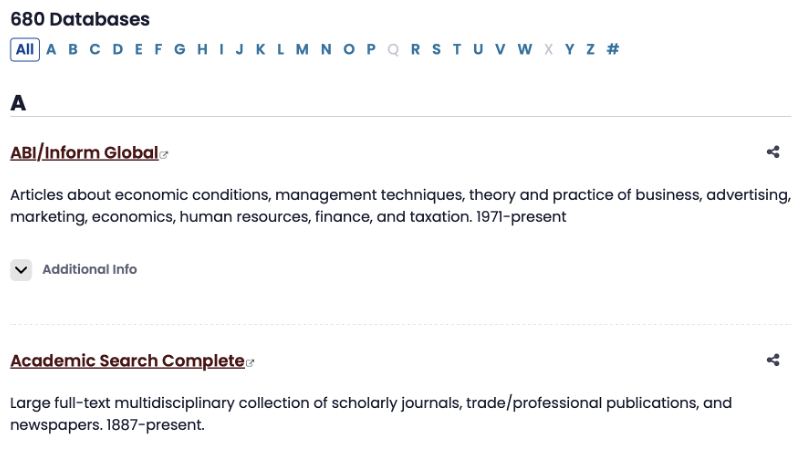 680 Databases
All A B C D E F G H I J K L M N O P Q R S T U V W X Y Z #
A
ABI/Inform Global
Articles about economic conditions, management techniques, theory and practice of business, advertising,
marketing, economics, human resources, finance, and taxation. 1971-present
Additional Info
Academic Search Complete
Large full-text multidisciplinary collection of scholarly journals, trade/professional publications, and
newspapers. 1887-present.